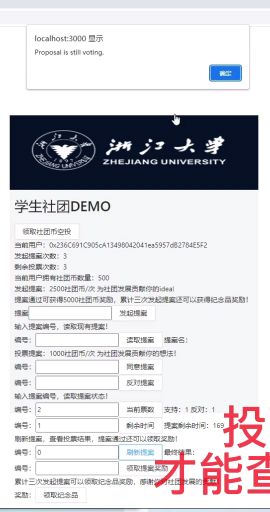 localhost:3000 显示
Proposal is still voting.
确定
浙江大学
ZHEJIANG UNIVERSITY
学生社团DEMO
领取社团币空投
当前用户：0x236C691C905cA13498042041ea5957dB2784E5F2
发起提案次数：3
剩余投票次数：3
当前用户拥有社团币数量：500
发起提案：2500社团币/次 为社团发展贡献你的ideal
提案通过可获得5000社团币奖励，累计三次发起提案还可以获得纪念品奖励！
提案 发起提案
输入提案编号，读取现有提案！
编号： 读取提案 提案名：
投票提案：1000社团币/次 为社团发展贡献你的想法！
编号： 同意提案
编号： 反对提案
输入提案编号，读取提案状态！
编号： 2 当前票数 支持：1 反对：1
编号： 1 剩余时间 提案剩余时间：169
刷新提案，查看投票结果，提案通过还可以领取奖励！
编号： 0 刷新提案 最终结果：
编号： 领取提案奖励
累计三次发起提案可以领取纪念品奖励，感谢你对社团发展的贡献
奖励： 领取纪念品
投
才能查